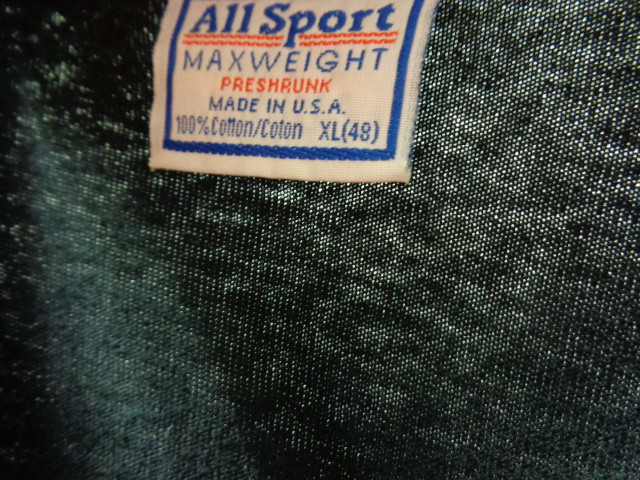 All Sport
MAXWEIGHT
PRESHRUNK
MADE IN U.S.A.
100% Cotton/Coton XL(48)